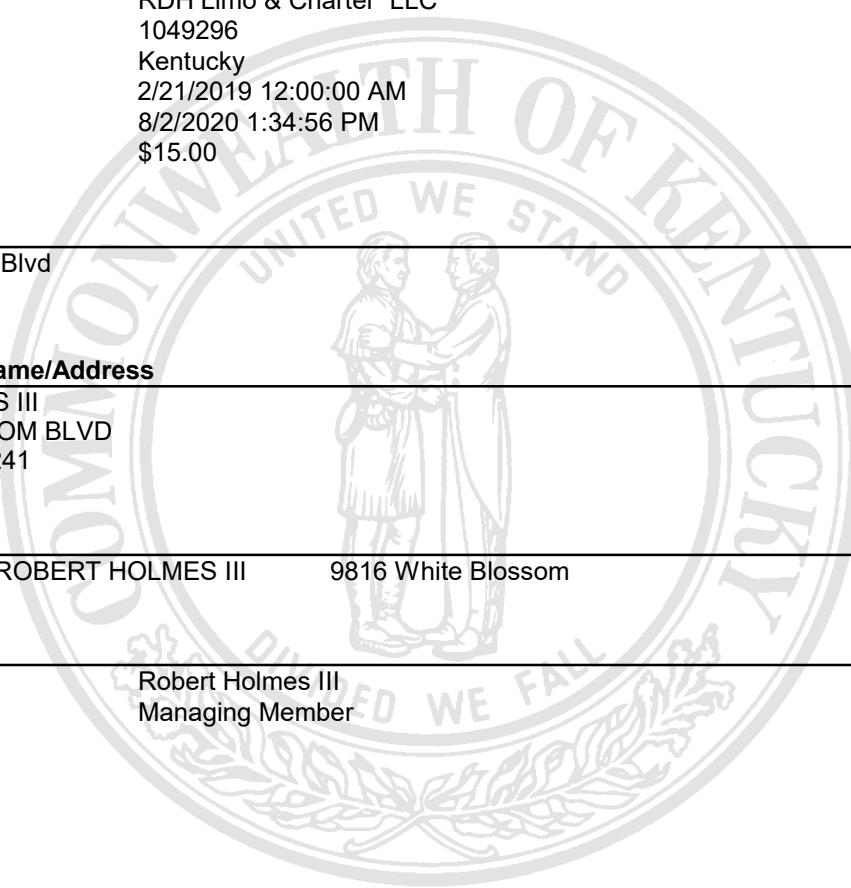 RDH Limo & Charter LLC
1049296
Kentucky
2/21/2019 12:00:00 AM
8/2/2020 1:34:56 PM
$15.00
Blvd
ame/Address
S III
OM BLVD
241
ROBERT HOLMES III 9816 White Blossom
Robert Holmes III
Managing Member
COMMONWEALTH OF KENTUCKY
UNITED WE STAND
DIVIDED WE FALL